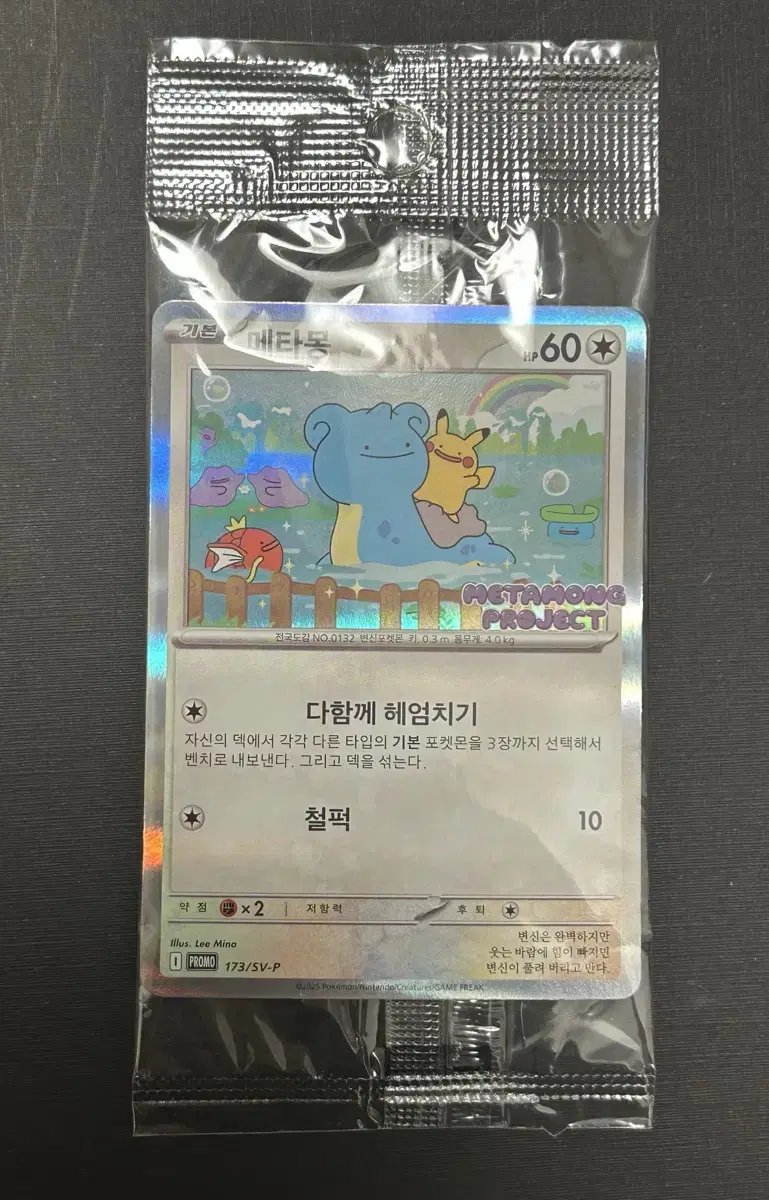 기본 메타몽 HP60
METAMONG
PROJECT
전국도감 NO.0132 변신포켓몬 키 0.3m 몸무게 4.0kg
다함께 헤엄치기
자신의 덱에서 각각 다른 타입의 기본 포켓몬을 3장까지 선택해서
벤치로 내보낸다. 그리고 덱을 섞는다.
철퍽 10
약점 ×2 저항력 후퇴
Illus. Lee Mina
I PROMO 173/SV-P
변신은 완벽하지만
웃는 바람에 힘이 빠지면
변신이 풀려 버리고 만다.
©2025 Pokémon/Nintendo/Creatures/GAME FREAK